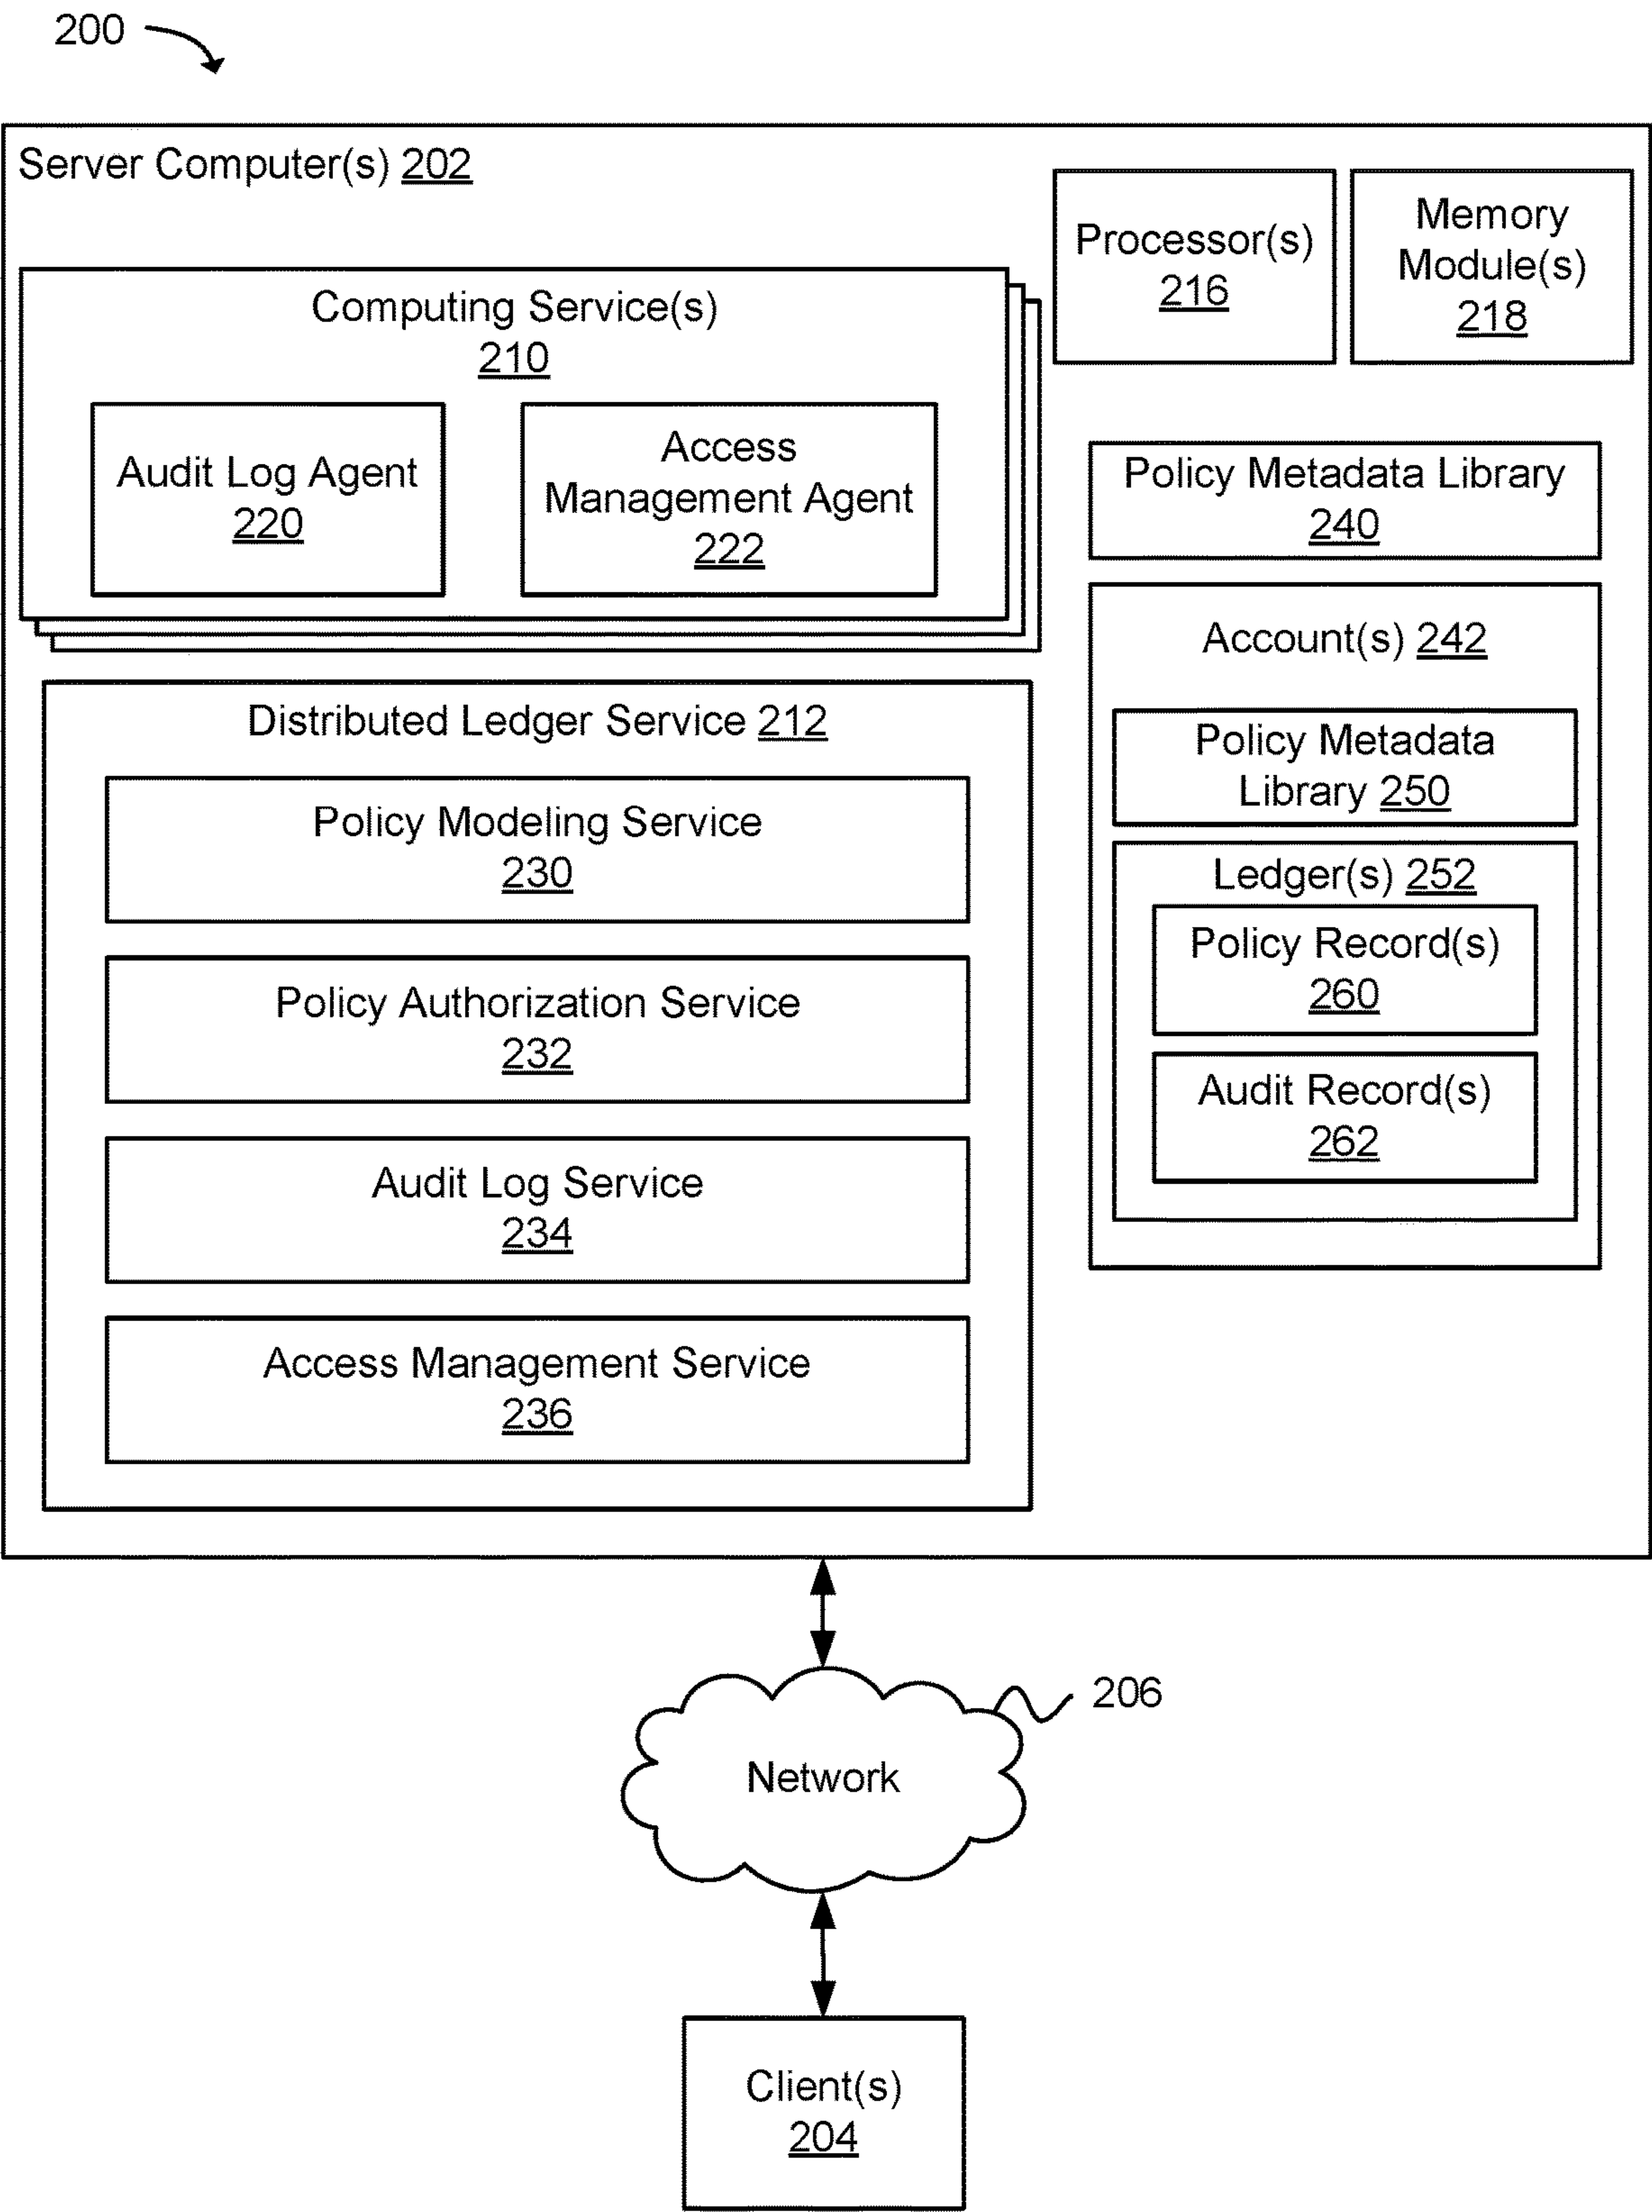 200
Server Computer(s) 202
Processor(s)
216
Memory
Module(s)
218
Computing Service(s)
210
Audit Log Agent
220
Access
Management Agent
222
Policy Metadata Library
240
Account(s) 242
Policy Metadata
Library 250
Ledger(s) 252
Policy Record(s)
260
Audit Record(s)
262
Distributed Ledger Service 212
Policy Modeling Service
230
Policy Authorization Service
232
Audit Log Service
234
Access Management Service
236
206
Network
Client(s)
204